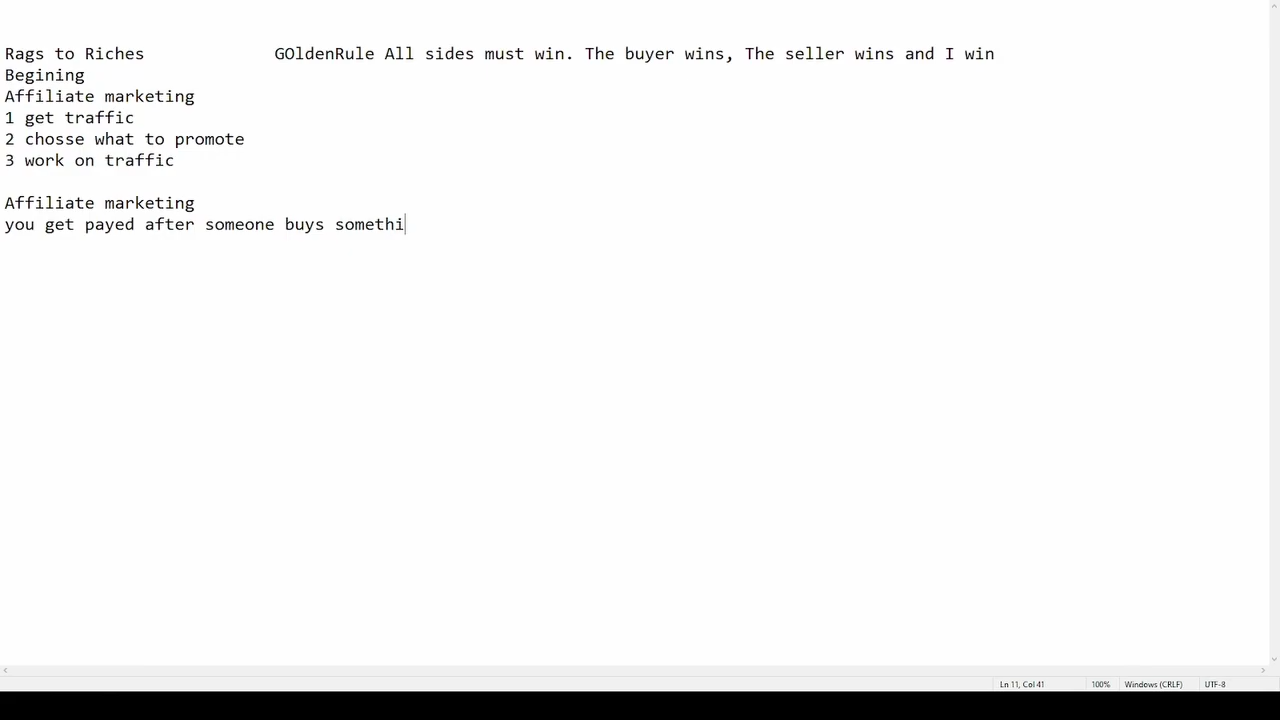 Rags to Riches             GOldenRule All sides must win. The buyer wins, The seller wins and I win
Begining
Affiliate marketing
1 get traffic
2 chosse what to promote
3 work on traffic
Affiliate marketing
you get payed after someone buys somethi
Ln 11, Col 41    100%    Windows (CRLF)    UTF-8